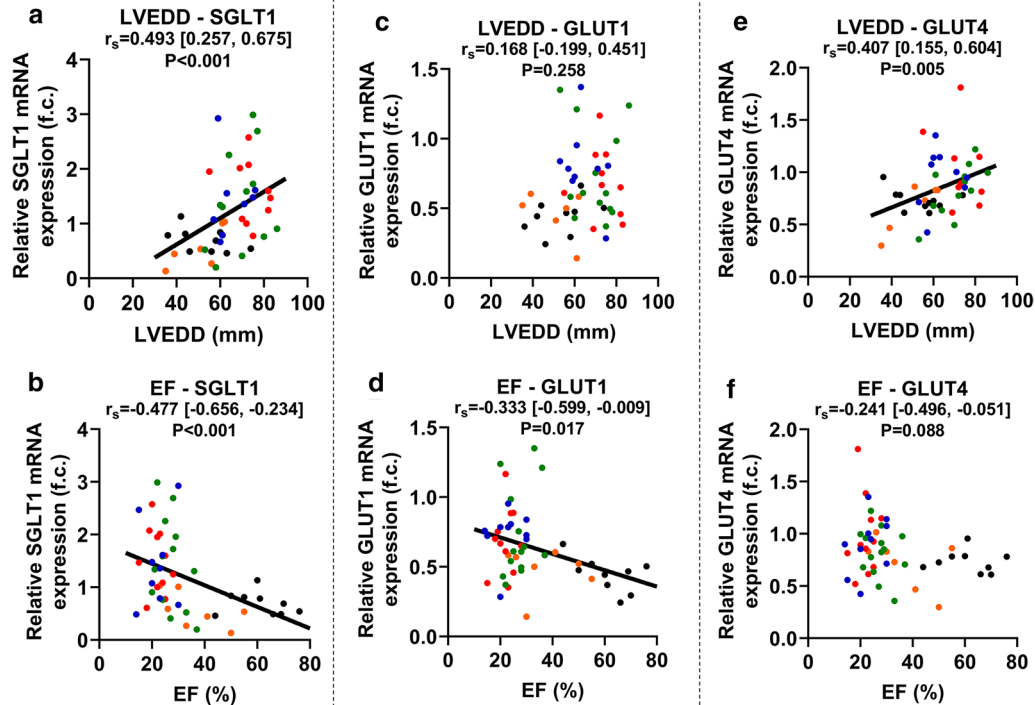 a
LVEDD - SGLT1
rs=0.493 [0.257, 0.675]
P<0.001
Relative SGLT1 mRNA
expression (f.c.)
4
3
2
1
0
0 20 40 60 80 100
LVEDD (mm)
c
LVEDD - GLUT1
rs=0.168 [-0.199, 0.451]
P=0.258
Relative GLUT1 mRNA
expression (f.c.)
1.5
1.0
0.5
0.0
0 20 40 60 80 100
LVEDD (mm)
e
LVEDD - GLUT4
rs=0.407 [0.155, 0.604]
P=0.005
Relative GLUT4 mRNA
expression (f.c.)
2.0
1.5
1.0
0.5
0.0
0 20 40 60 80 100
LVEDD (mm)
b
EF - SGLT1
rs=-0.477 [-0.656, -0.234]
P<0.001
Relative SGLT1 mRNA
expression (f.c.)
4
3
2
1
0
0 20 40 60 80
EF (%)
d
EF - GLUT1
rs=-0.333 [-0.599, -0.009]
P=0.017
Relative GLUT1 mRNA
expression (f.c.)
1.5
1.0
0.5
0.0
0 20 40 60 80
EF (%)
f
EF - GLUT4
rs=-0.241 [-0.496, -0.051]
P=0.088
Relative GLUT4 mRNA
expression (f.c.)
2.0
1.5
1.0
0.5
0.0
0 20 40 60 80
EF (%)